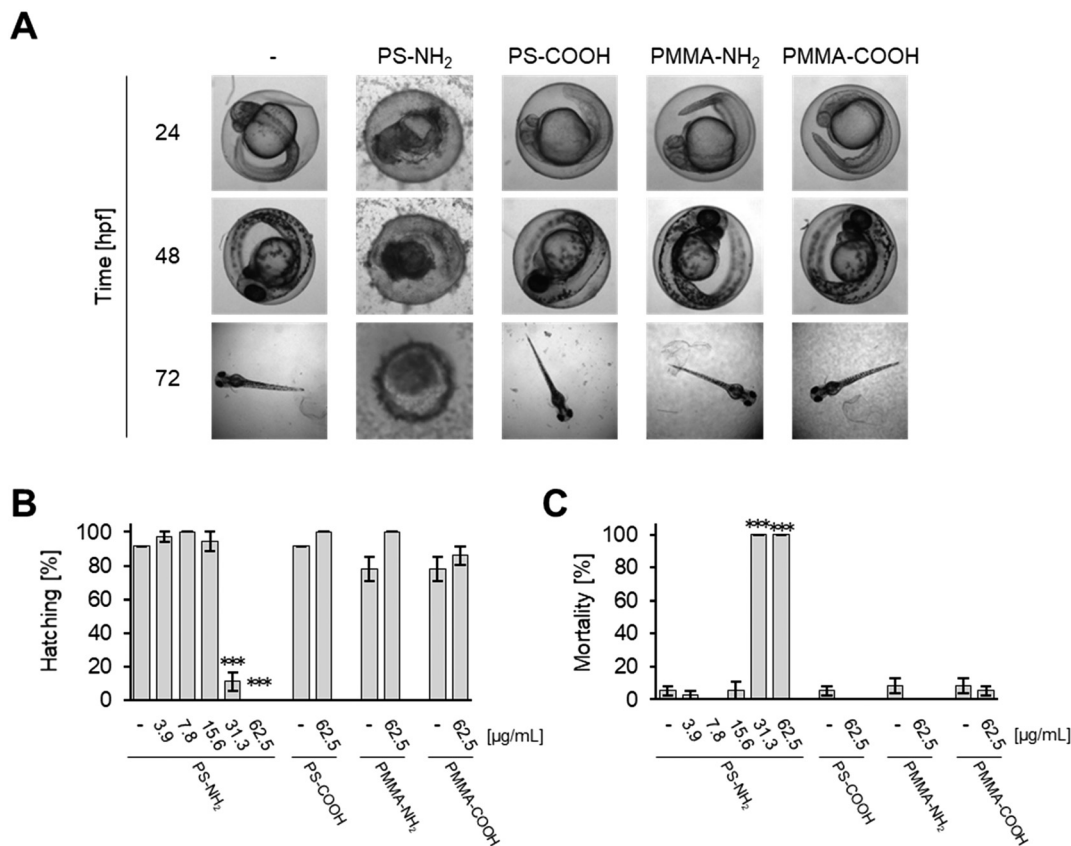 A
- PS-NH₂ PS-COOH PMMA-NH₂ PMMA-COOH
Time [hpf]
24
48
72
B
Hatching [%]
100
80
60
40
20
0
*** ***
- 3.9 7.8 15.6 31.3 62.5 - 62.5 - 62.5 - 62.5 [µg/mL]
PS-NH₂ PS-COOH PMMA-NH₂ PMMA-COOH
C
Mortality [%]
100
80
60
40
20
0
*** ***
- 3.9 7.8 15.6 31.3 62.5 - 62.5 - 62.5 - 62.5 [µg/mL]
PS-NH₂ PS-COOH PMMA-NH₂ PMMA-COOH